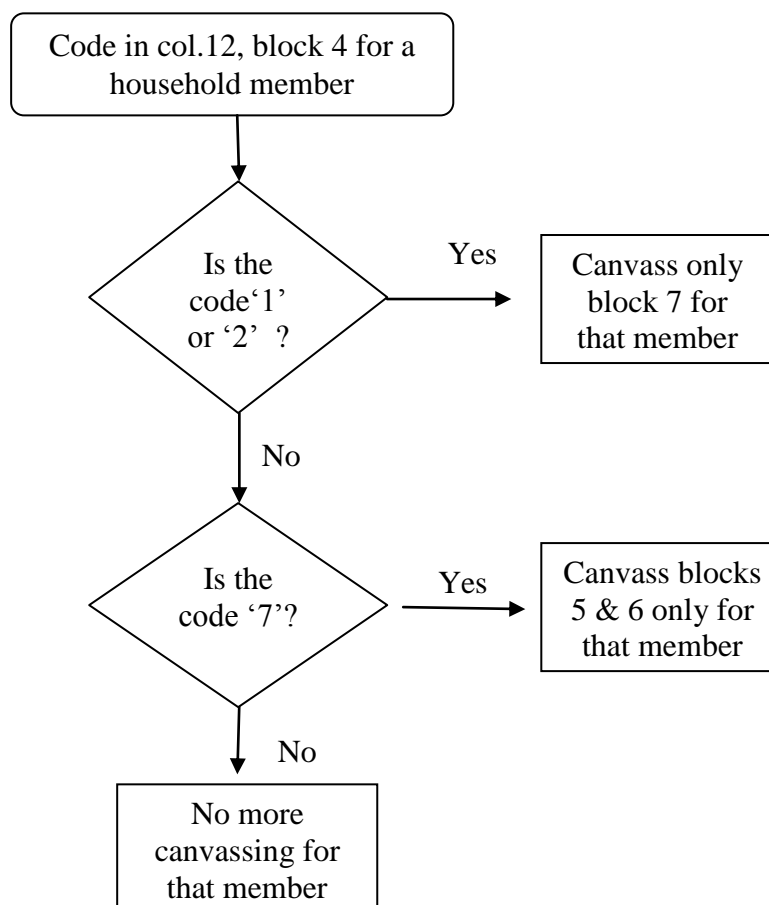 Code in col.12, block 4 for a
household member
Is the
code‘1’
or ‘2’ ?
Yes
Canvass only
block 7 for
that member
No
Is the
code ‘7’?
Yes
Canvass blocks
5 & 6 only for
that member
No
No more
canvassing for
that member